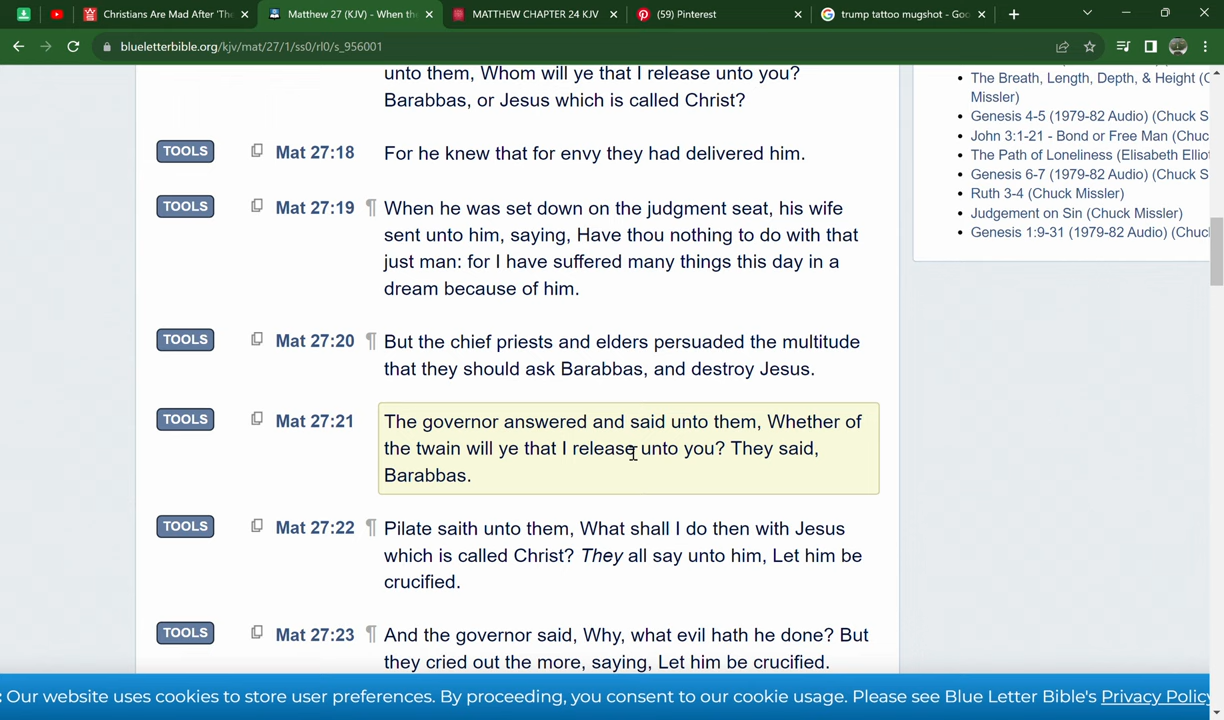 Christians Are Mad After 'The
Matthew 27 (KJV) - When the
MATTHEW CHAPTER 24 KJV
(59) Pinterest
trump tattoo mugshot - Goo
blueletterbible.org/kjv/mat/27/1/ss0/rl0/s_956001
unto them, Whom will ye that I release unto you?
Barabbas, or Jesus which is called Christ?
TOOLS Mat 27:18 For he knew that for envy they had delivered him.
TOOLS Mat 27:19 ¶ When he was set down on the judgment seat, his wife
sent unto him, saying, Have thou nothing to do with that
just man: for I have suffered many things this day in a
dream because of him.
TOOLS Mat 27:20 ¶ But the chief priests and elders persuaded the multitude
that they should ask Barabbas, and destroy Jesus.
TOOLS Mat 27:21 The governor answered and said unto them, Whether of
the twain will ye that I release unto you? They said,
Barabbas.
TOOLS Mat 27:22 ¶ Pilate saith unto them, What shall I do then with Jesus
which is called Christ? They all say unto him, Let him be
crucified.
TOOLS Mat 27:23 ¶ And the governor said, Why, what evil hath he done? But
they cried out the more, saying, Let him be crucified.
The Breath, Length, Depth, & Height (C
Missler)
Genesis 4-5 (1979-82 Audio) (Chuck S
John 3:1-21 - Bond or Free Man (Chuc
The Path of Loneliness (Elisabeth Elliot
Genesis 6-7 (1979-82 Audio) (Chuck S
Ruth 3-4 (Chuck Missler)
Judgement on Sin (Chuck Missler)
Genesis 1:9-31 (1979-82 Audio) (Chuc
: Our website uses cookies to store user preferences. By proceeding, you consent to our cookie usage. Please see Blue Letter Bible's Privacy Policy